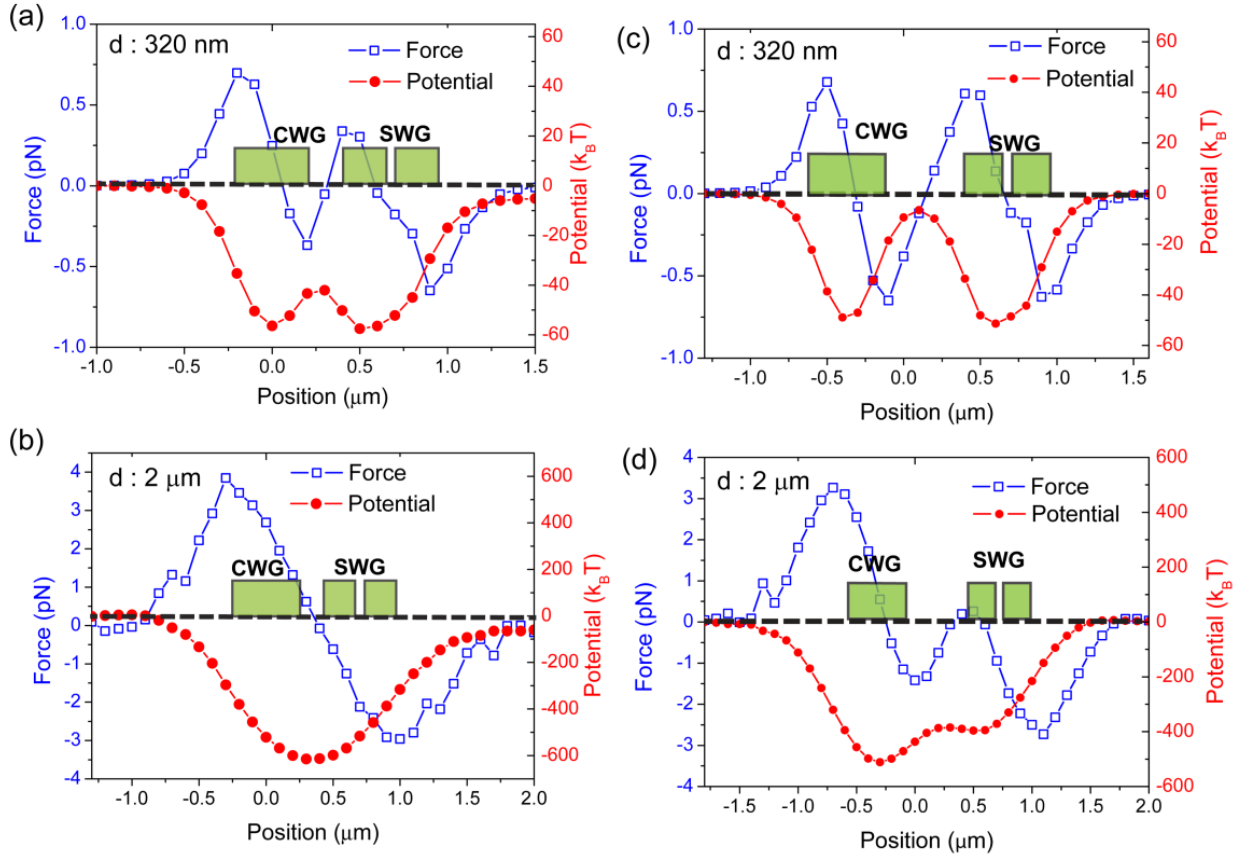 (a)
d : 320 nm
Force
Potential
CWG
SWG
1.0
0.5
0.0
-0.5
-1.0
Force (pN)
60
40
20
0
-20
-40
-60
Potential (k_BT)
-1.0 -0.5 0.0 0.5 1.0 1.5
Position (μm)
(c)
d : 320 nm
Force
Potential
CWG
SWG
1.0
0.5
0.0
-0.5
-1.0
Force (pN)
60
40
20
0
-20
-40
-60
Potential (k_BT)
-1.0 -0.5 0.0 0.5 1.0 1.5
Position (μm)
(b)
d : 2 μm
Force
Potential
CWG
SWG
4
3
2
1
0
-1
-2
-3
-4
Force (pN)
600
400
200
0
-200
-400
-600
Potential (k_BT)
-1.0 -0.5 0.0 0.5 1.0 1.5 2.0
Position (μm)
(d)
d : 2 μm
Force
Potential
CWG
SWG
4
3
2
1
0
-1
-2
-3
-4
Force (pN)
600
400
200
0
-200
-400
-600
Potential (k_BT)
-1.5 -1.0 -0.5 0.0 0.5 1.0 1.5 2.0
Position (μm)